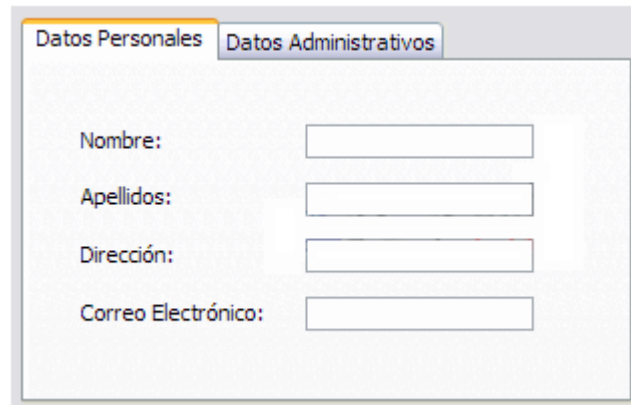 Datos Personales Datos Administrativos
Nombre:
Apellidos:
Dirección:
Correo Electrónico: